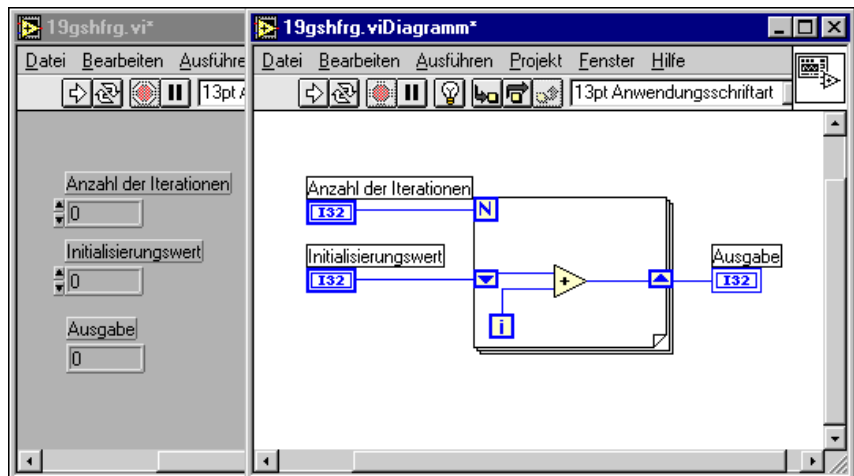 19gshfrg.vi*
Datei Bearbeiten Ausführe
13pt A
Anzahl der Iterationen
0
Initialisierungswert
0
Ausgabe
0
19gshfrg.viDiagramm*
Datei Bearbeiten Ausführen Projekt Fenster Hilfe
13pt Anwendungsschriftart
Anzahl der Iterationen
I32
N
Initialisierungswert
I32
+
i
Ausgabe
I32